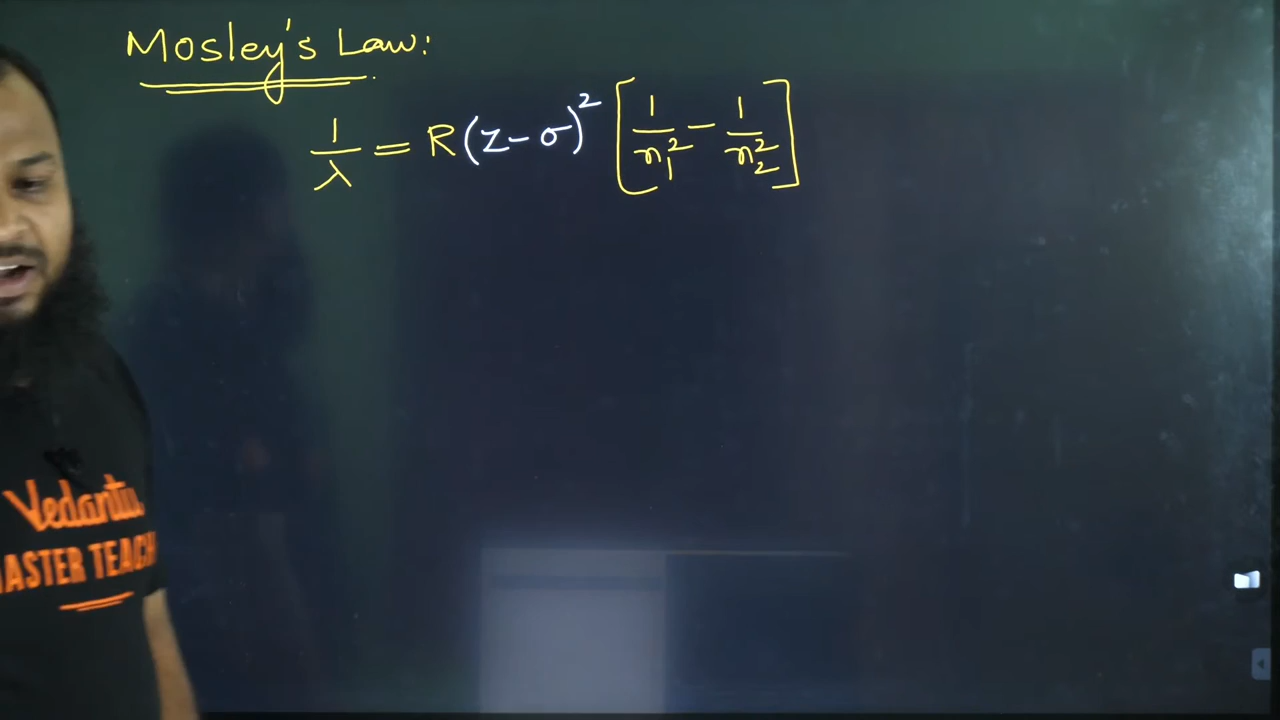 Mosley's Law:
1/λ = R(z-σ)² [1/n₁² - 1/n₂²]
Vedantu
MASTER TEACH